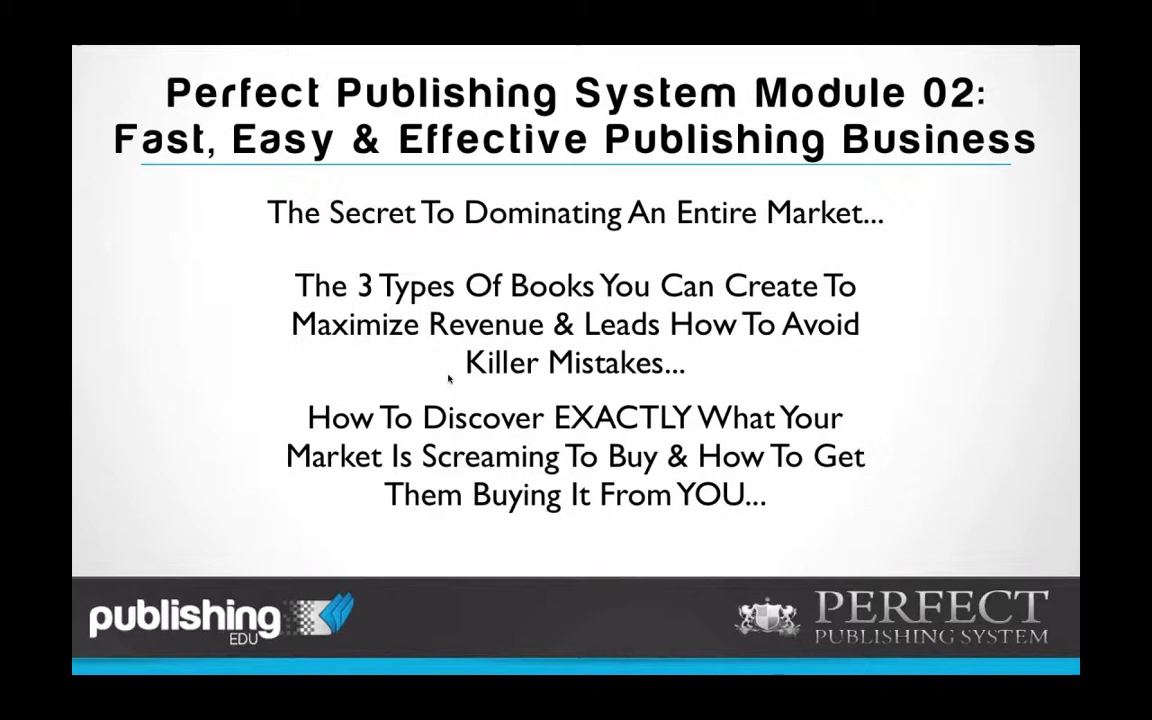 Perfect Publishing System Module 02:
Fast, Easy & Effective Publishing Business
The Secret To Dominating An Entire Market...
The 3 Types Of Books You Can Create To
Maximize Revenue & Leads How To Avoid
Killer Mistakes...
How To Discover EXACTLY What Your
Market Is Screaming To Buy & How To Get
Them Buying It From YOU...
publishing
EDU
PERFECT
PUBLISHING SYSTEM